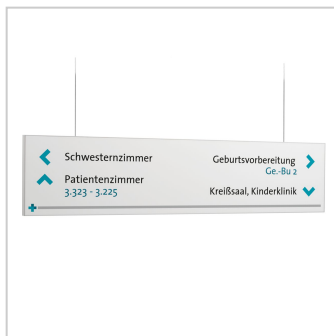 Schwesternzimmer
Patientenzimmer
3.323 - 3.225
Geburtsvorbereitung
Ge.-Bu 2
Kreißsaal, Kinderklinik